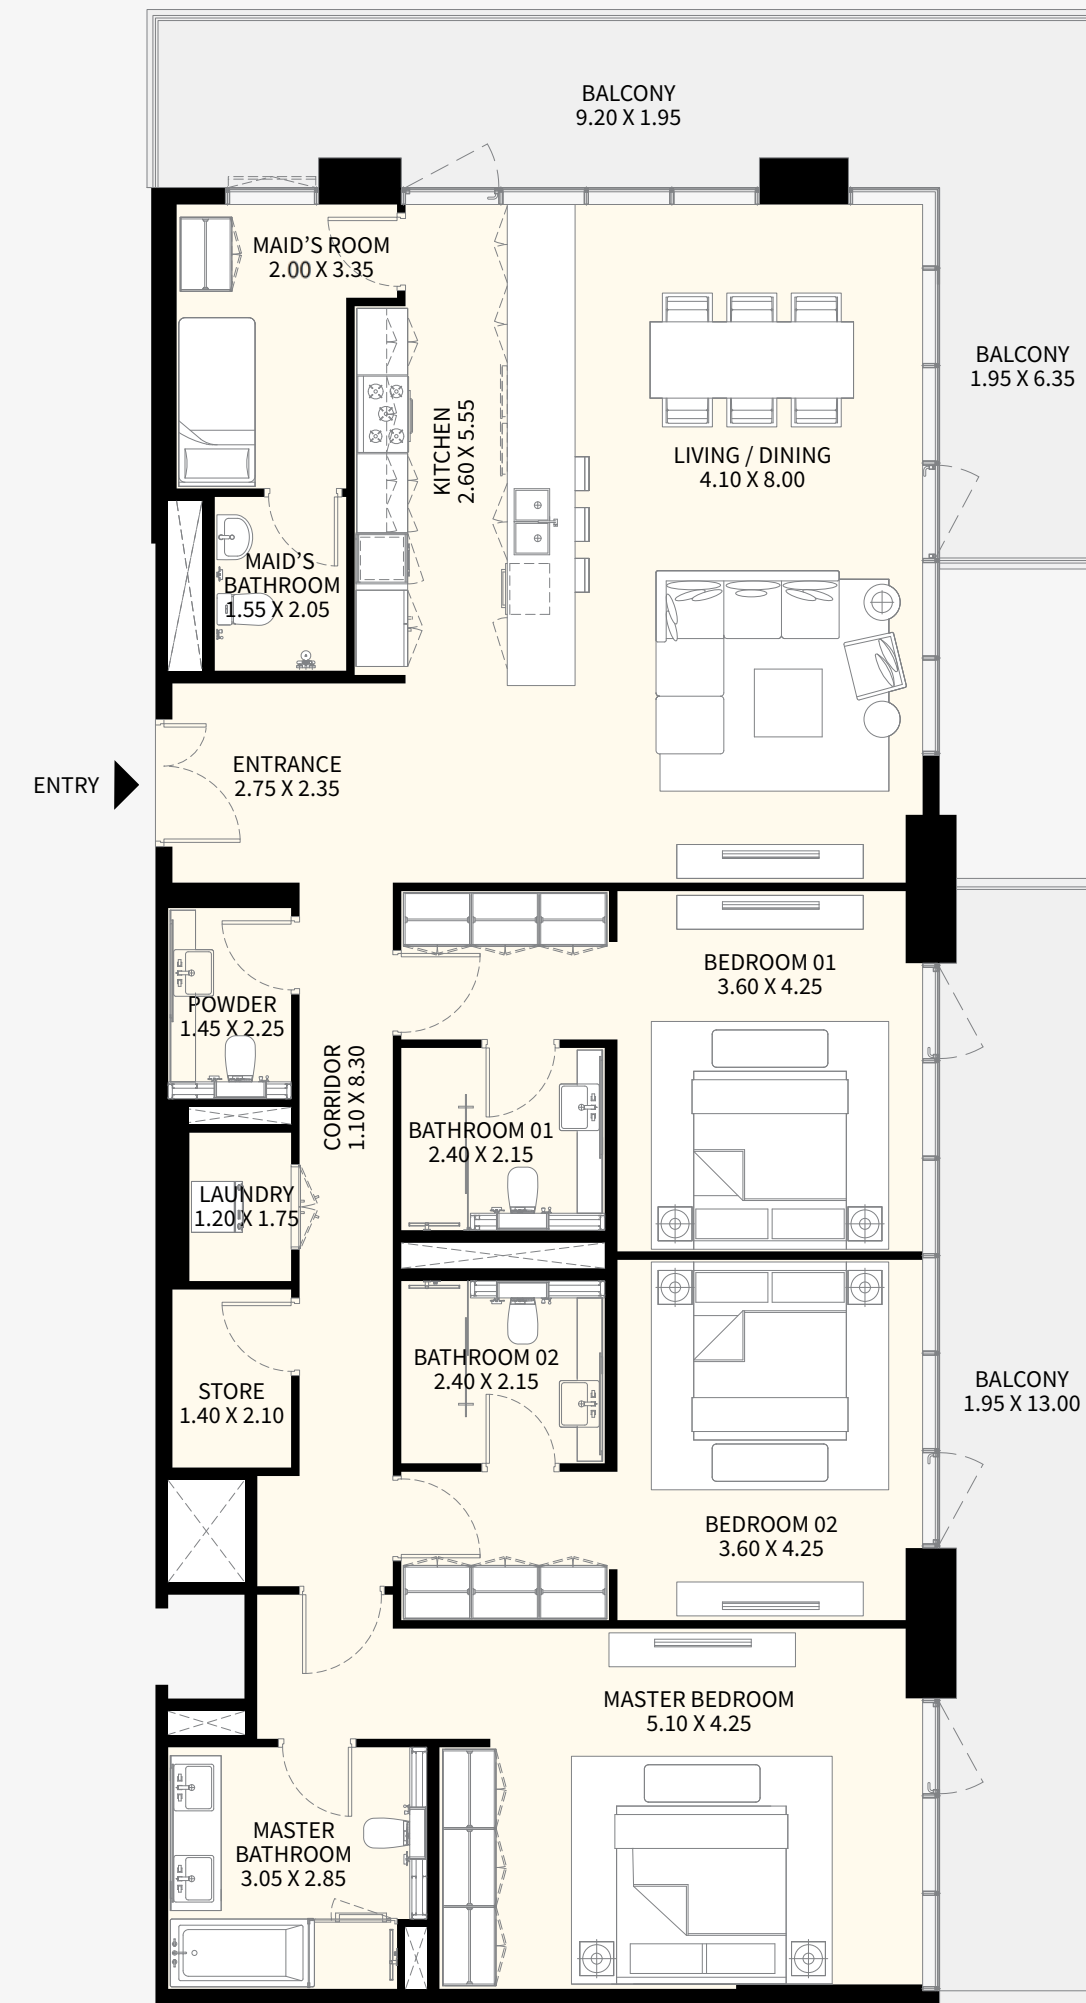 BALCONY
9.20 X 1.95
MAID'S ROOM
2.00 X 3.35
BALCONY
1.95 X 6.35
KITCHEN
2.60 X 5.55
LIVING / DINING
4.10 X 8.00
MAID'S
BATHROOM
1.55 X 2.05
ENTRY
ENTRANCE
2.75 X 2.35
BEDROOM 01
3.60 X 4.25
POWDER
1.45 X 2.25
CORRIDOR
1.10 X 8.30
BATHROOM 01
2.40 X 2.15
LAUNDRY
1.20 X 1.75
BATHROOM 02
2.40 X 2.15
STORE
1.40 X 2.10
BALCONY
1.95 X 13.00
BEDROOM 02
3.60 X 4.25
MASTER BEDROOM
5.10 X 4.25
MASTER
BATHROOM
3.05 X 2.85